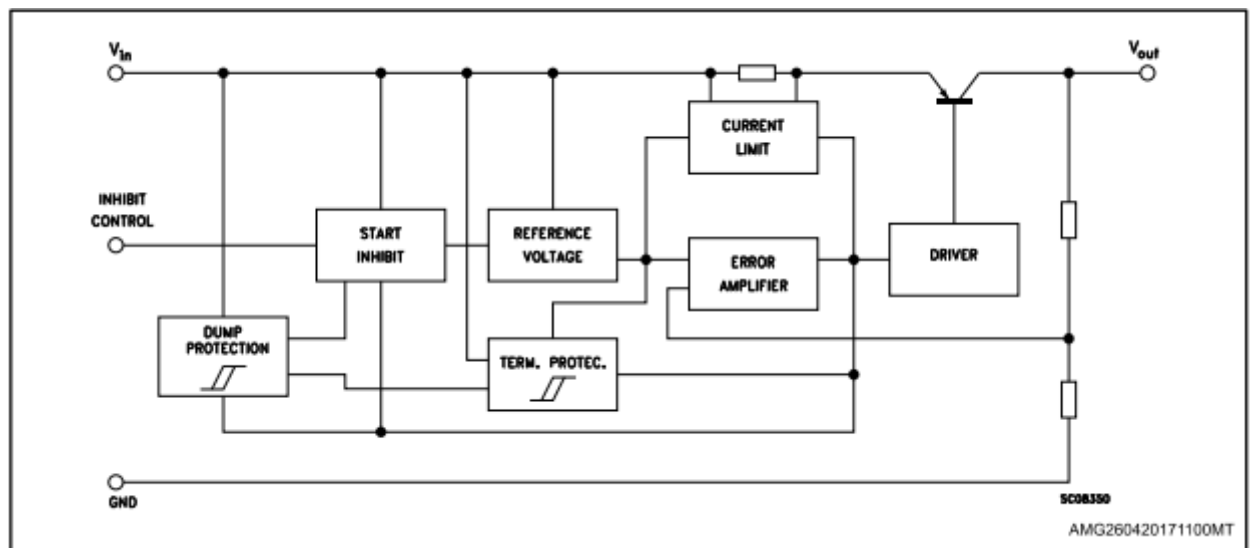 Vin
Vout
CURRENT
LIMIT
INHIBIT
CONTROL
START
INHIBIT
REFERENCE
VOLTAGE
ERROR
AMPLIFIER
DRIVER
DUMP
PROTECTION
TERM. PROTEC.
GND
SC08350
AMG260420171100MT